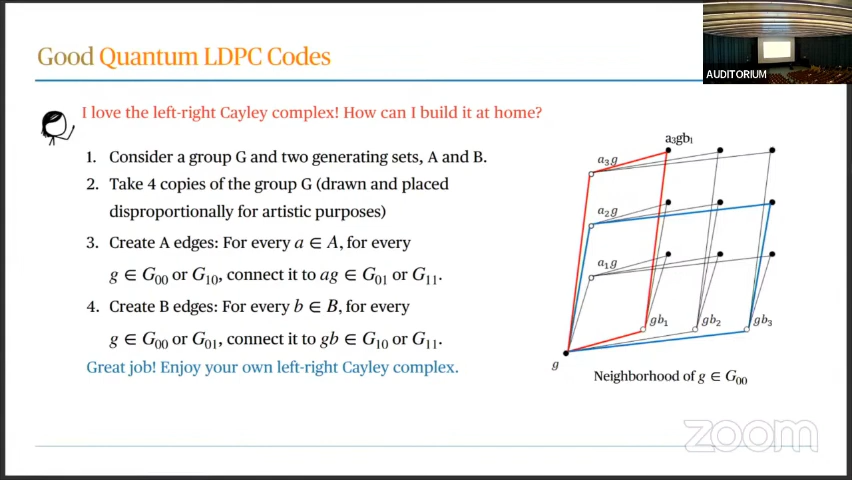 AUDITORIUM
Good Quantum LDPC Codes
I love the left-right Cayley complex! How can I build it at home?
1. Consider a group G and two generating sets, A and B.
2. Take 4 copies of the group G (drawn and placed
disproportionally for artistic purposes)
3. Create A edges: For every a ∈ A, for every
g ∈ G₀₀ or G₁₀, connect it to ag ∈ G₀₁ or G₁₁.
4. Create B edges: For every b ∈ B, for every
g ∈ G₀₀ or G₀₁, connect it to gb ∈ G₁₀ or G₁₁.
Great job! Enjoy your own left-right Cayley complex.
a₃gb₁
a₃g
a₂g
a₁g
gb₁
gb₂
gb₃
g
Neighborhood of g ∈ G₀₀
zoom